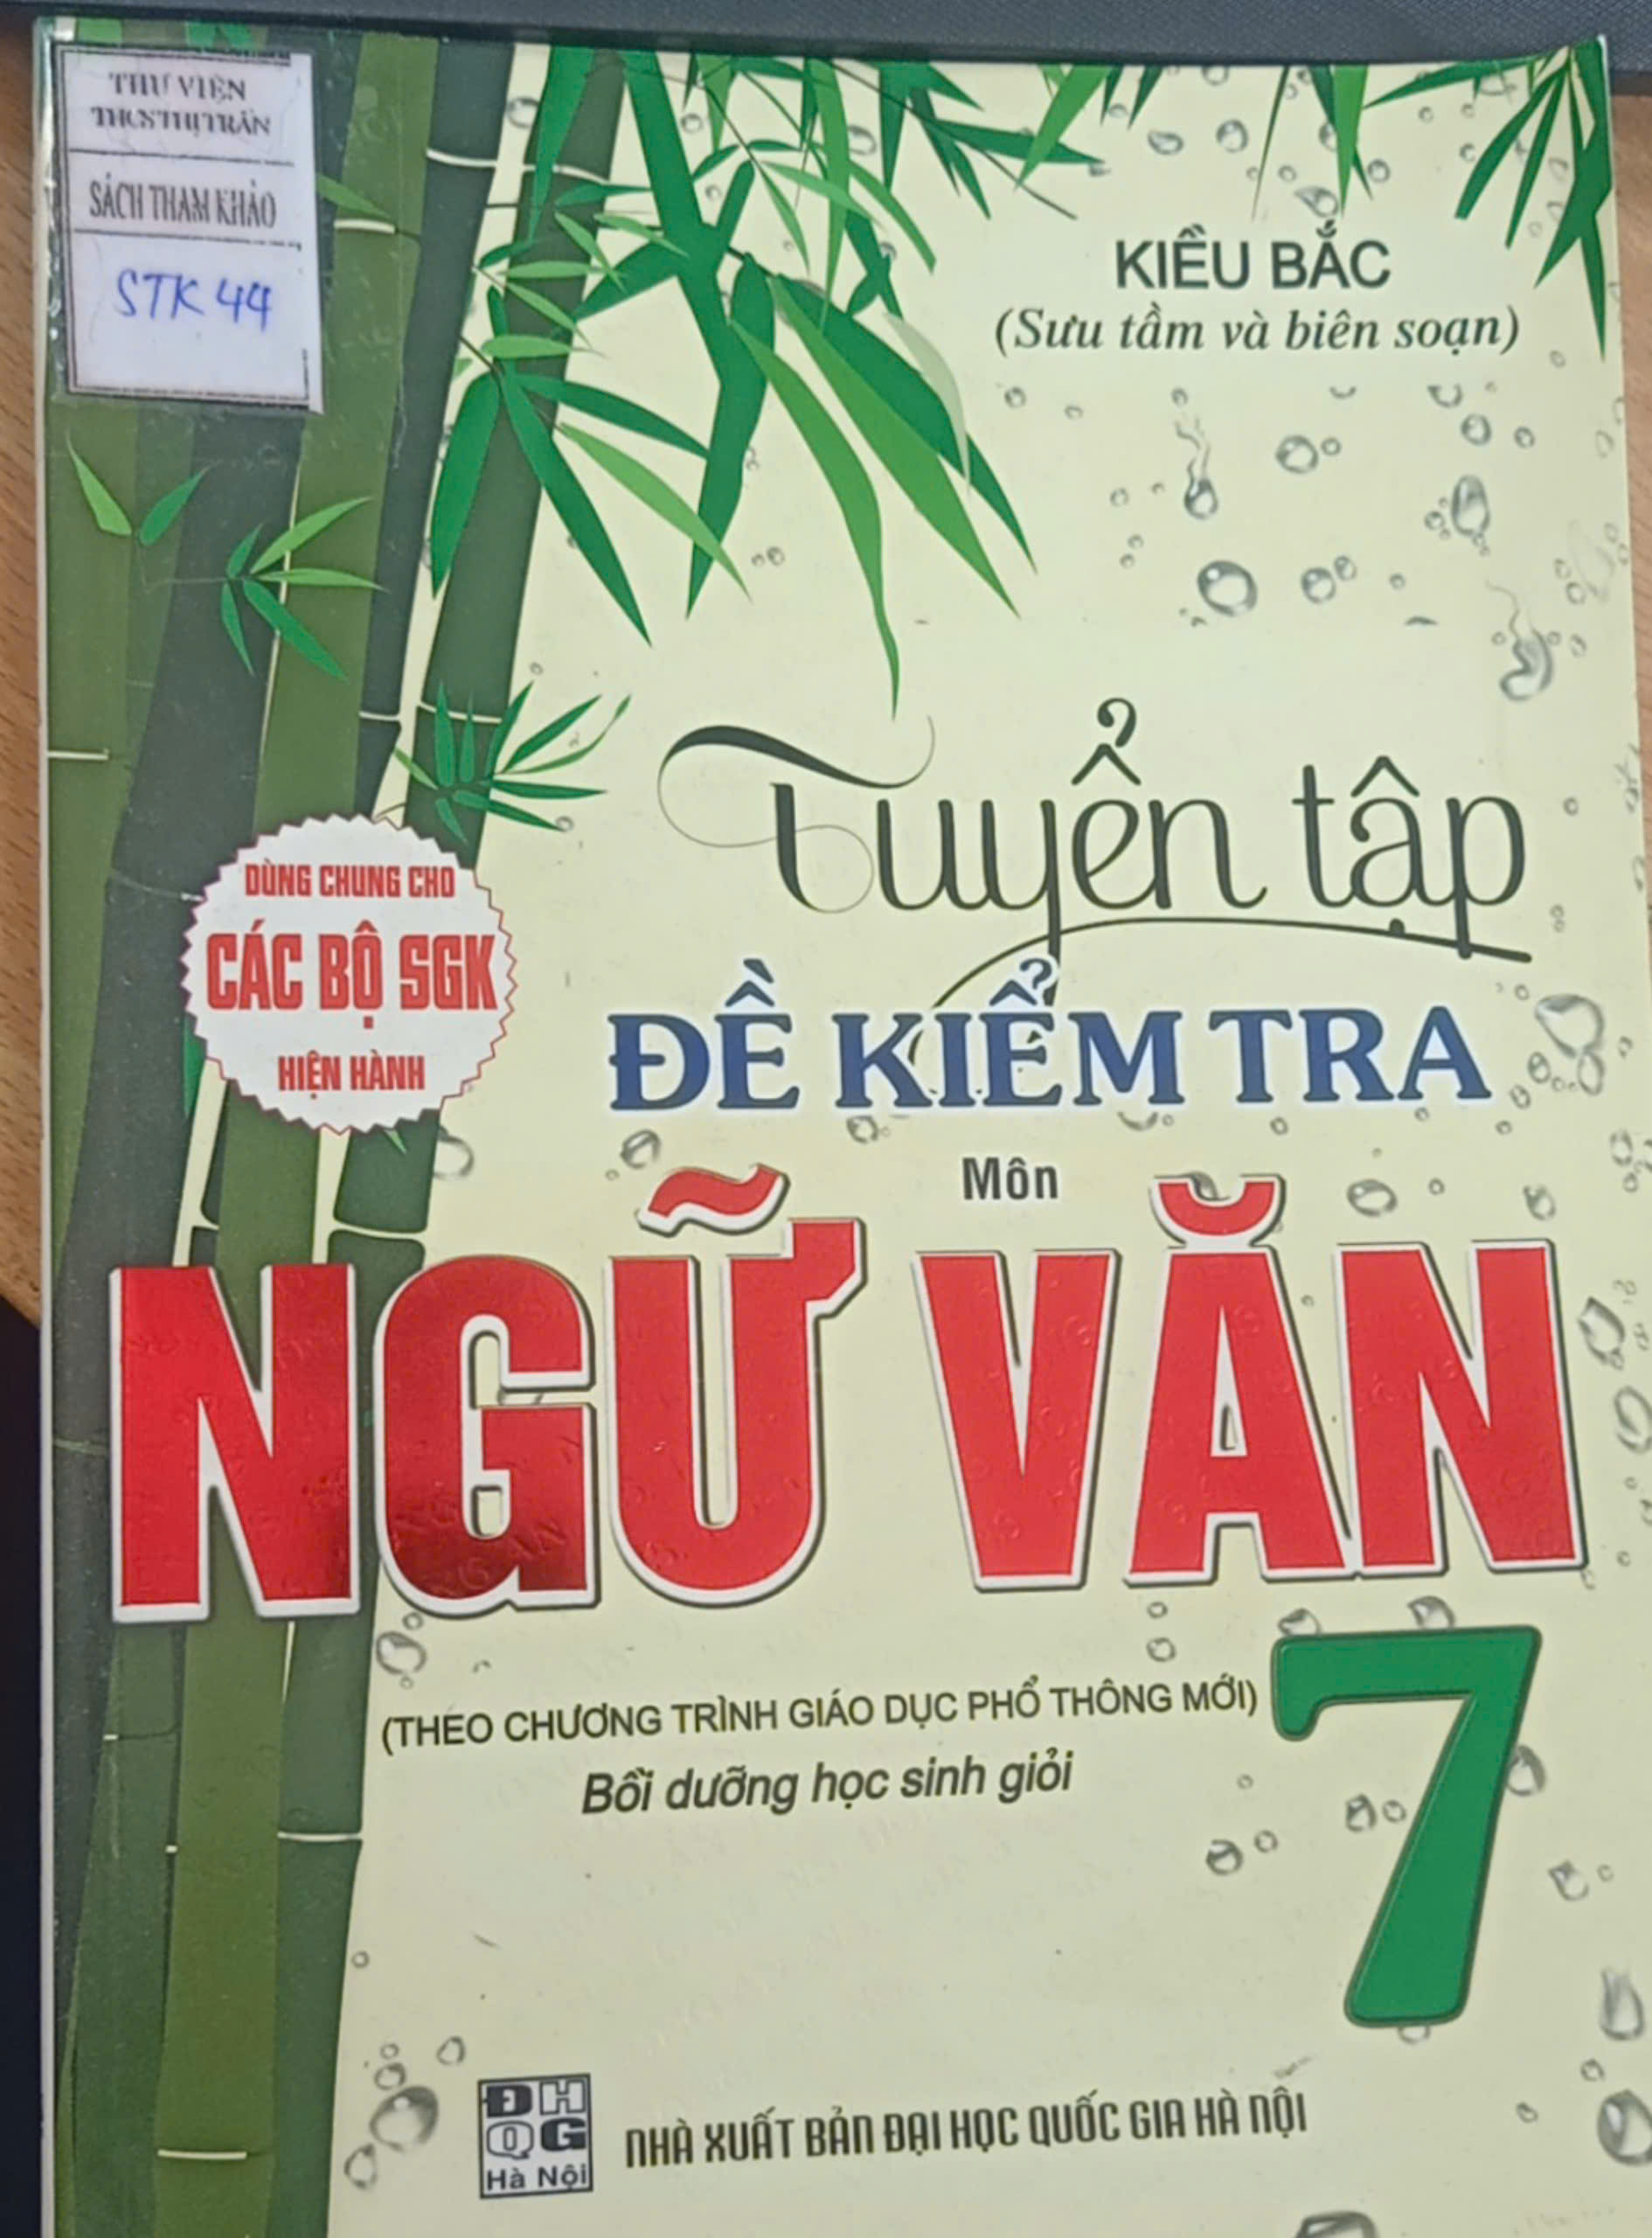 THƯ VIỆN
THCS THỊ TRẤN
SÁCH THAM KHẢO
STK 44
KIỀU BẮC
(Sưu tầm và biên soạn)
Tuyển tập
DÙNG CHUNG CHO
CÁC BỘ SGK
HIỆN HÀNH
ĐỀ KIỂM TRA
Môn
NGỮ VĂN
7
(THEO CHƯƠNG TRÌNH GIÁO DỤC PHỔ THÔNG MỚI)
Bồi dưỡng học sinh giỏi
ĐH
QG
Hà Nội
NHÀ XUẤT BẢN ĐẠI HỌC QUỐC GIA HÀ NỘI